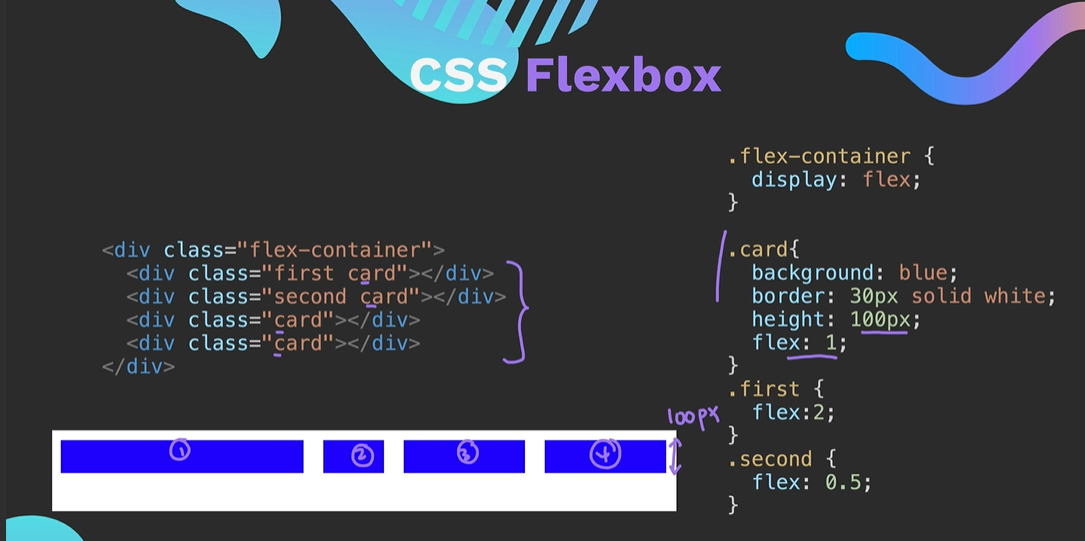 CSS Flexbox
<div class="flex-container">
<div class="first card"></div>
<div class="second card"></div>
<div class="card"></div>
<div class="card"></div>
</div>
.flex-container {
display: flex;
}
.card{
background: blue;
border: 30px solid white;
height: 100px;
flex: 1;
}
.first {
flex:2;
}
.second {
flex: 0.5;
}
100px
1 2 3 4